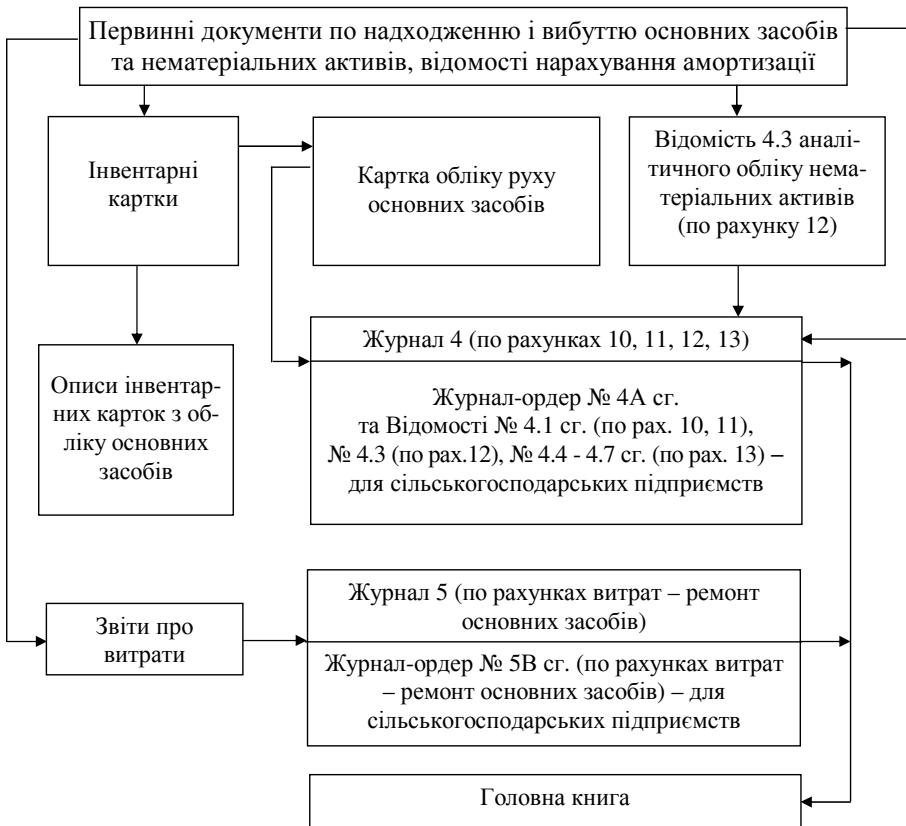 Первинні документи по надходженню і вибуттю основних засобів
та нематеріальних активів, відомості нарахування амортизації
Інвентарні
картки
Картка обліку руху
основних засобів
Відомість 4.3 аналі-
тичного обліку нема-
теріальних активів
(по рахунку 12)
Описи інвентар-
них карток з об-
ліку основних
засобів
Журнал 4 (по рахунках 10, 11, 12, 13)
Журнал-ордер № 4А сг.
та Відомості № 4.1 сг. (по рах. 10, 11),
№ 4.3 (по рах.12), № 4.4 - 4.7 сг. (по рах. 13) –
для сільськогосподарських підприємств
Звіти про
витрати
Журнал 5 (по рахунках витрат – ремонт
основних засобів)
Журнал-ордер № 5В сг. (по рахунках витрат
– ремонт основних засобів) – для
сільськогосподарських підприємств
Головна книга